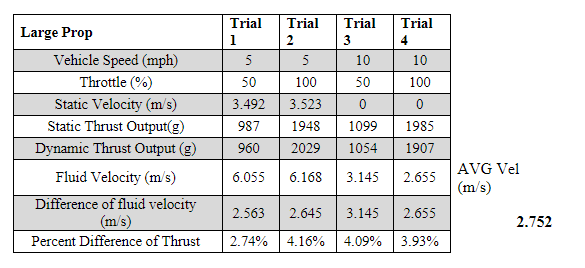 Large Prop Trial 1 Trial 2 Trial 3 Trial 4
Vehicle Speed (mph) 5 5 10 10
Throttle (%) 50 100 50 100
Static Velocity (m/s) 3.492 3.523 0 0
Static Thrust Output(g) 987 1948 1099 1985
Dynamic Thrust Output (g) 960 2029 1054 1907
Fluid Velocity (m/s) 6.055 6.168 3.145 2.655
AVG Vel (m/s)
Difference of fluid velocity (m/s) 2.563 2.645 3.145 2.655
2.752
Percent Difference of Thrust 2.74% 4.16% 4.09% 3.93%